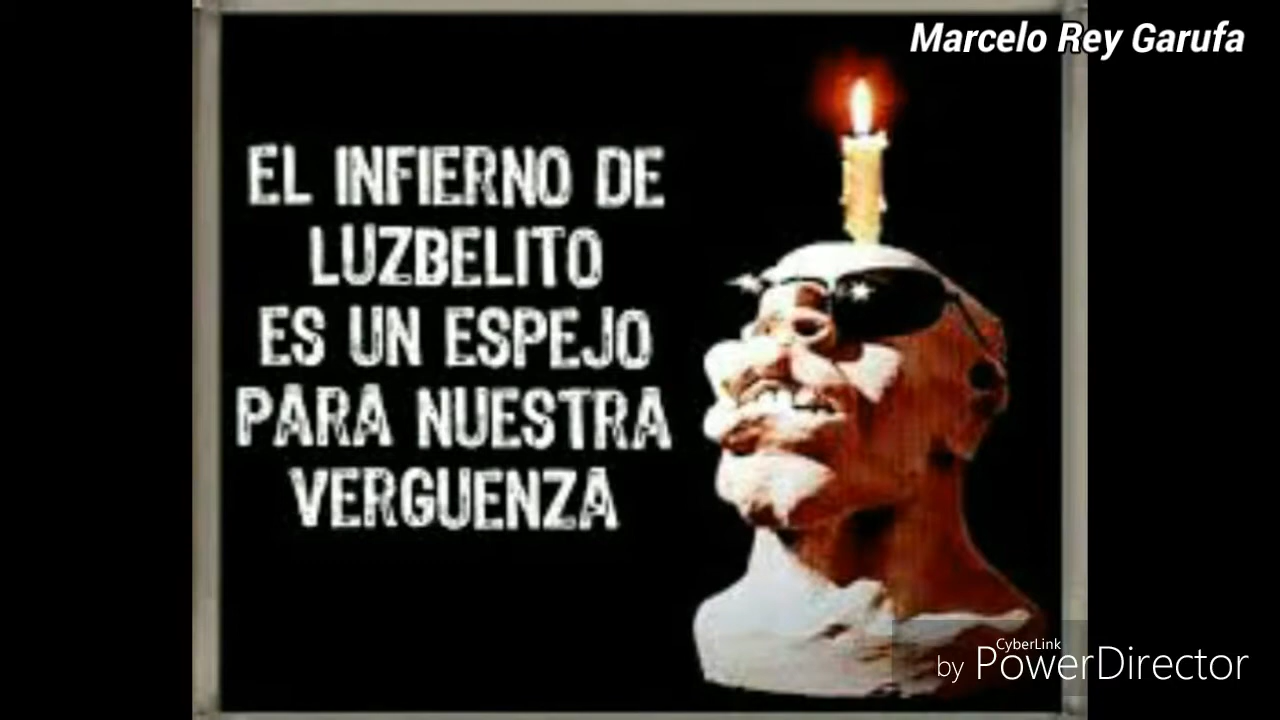 Marcelo Rey Garufa
EL INFIERNO DE
LUZBELITO
ES UN ESPEJO
PARA NUESTRA
VERGUENZA
CyberLink
by PowerDirector